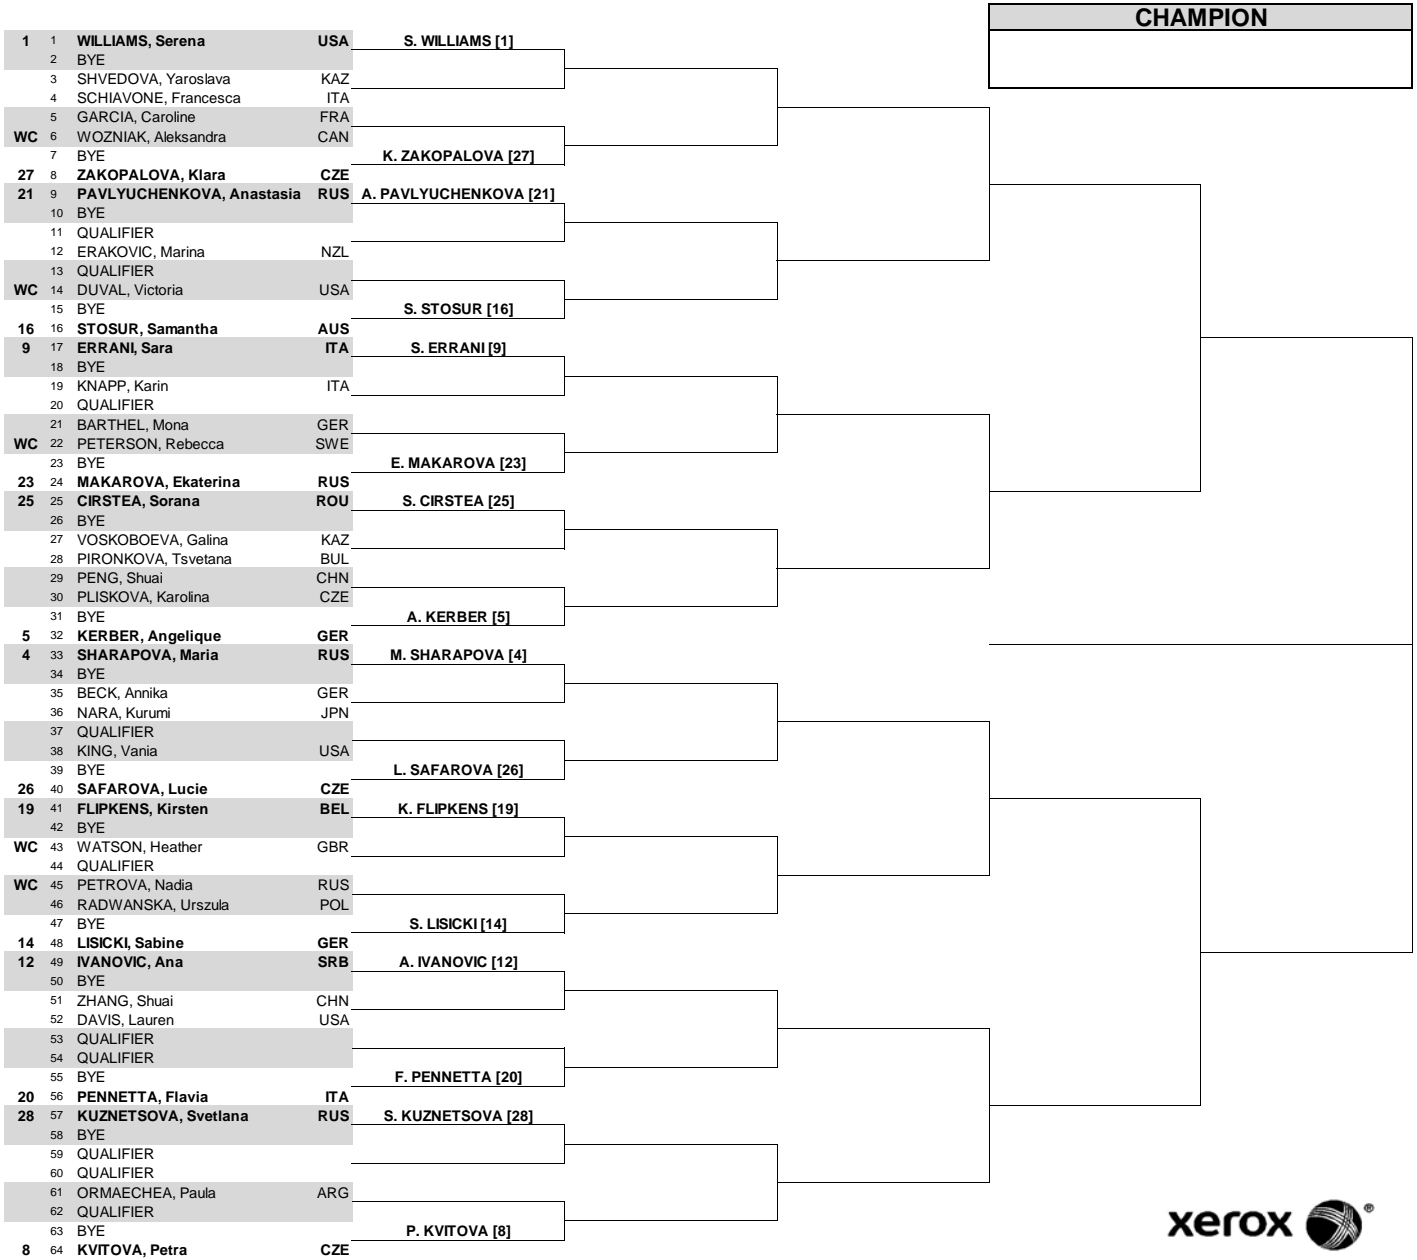 CHAMPION
1 1 WILLIAMS, Serena USA S. WILLIAMS [1]
2 BYE
3 SHVEDOVA, Yaroslava KAZ
4 SCHIAVONE, Francesca ITA
5 GARCIA, Caroline FRA
WC 6 WOZNIAK, Aleksandra CAN
7 BYE K. ZAKOPALOVA [27]
27 8 ZAKOPALOVA, Klara CZE
21 9 PAVLYUCHENKOVA, Anastasia RUS A. PAVLYUCHENKOVA [21]
10 BYE
11 QUALIFIER
12 ERAKOVIC, Marina NZL
13 QUALIFIER
WC 14 DUVAL, Victoria USA
15 BYE S. STOSUR [16]
16 16 STOSUR, Samantha AUS
9 17 ERRANI, Sara ITA S. ERRANI [9]
18 BYE
19 KNAPP, Karin ITA
20 QUALIFIER
21 BARTHEL, Mona GER
WC 22 PETERSON, Rebecca SWE
23 BYE E. MAKAROVA [23]
23 24 MAKAROVA, Ekaterina RUS
25 25 CIRSTEA, Sorana ROU S. CIRSTEA [25]
26 BYE
27 VOSKOBOEVA, Galina KAZ
28 PIRONKOVA, Tsvetana BUL
29 PENG, Shuai CHN
30 PLISKOVA, Karolina CZE
31 BYE A. KERBER [5]
5 32 KERBER, Angelique GER
4 33 SHARAPOVA, Maria RUS M. SHARAPOVA [4]
34 BYE
35 BECK, Annika GER
36 NARA, Kurumi JPN
37 QUALIFIER
38 KING, Vania USA
39 BYE L. SAFAROVA [26]
26 40 SAFAROVA, Lucie CZE
19 41 FLIPKENS, Kirsten BEL K. FLIPKENS [19]
42 BYE
WC 43 WATSON, Heather GBR
44 QUALIFIER
WC 45 PETROVA, Nadia RUS
46 RADWANSKA, Urszula POL
47 BYE S. LISICKI [14]
14 48 LISICKI, Sabine GER
12 49 IVANOVIC, Ana SRB A. IVANOVIC [12]
50 BYE
51 ZHANG, Shuai CHN
52 DAVIS, Lauren USA
53 QUALIFIER
54 QUALIFIER
55 BYE F. PENNETTA [20]
20 56 PENNETTA, Flavia ITA
28 57 KUZNETSOVA, Svetlana RUS S. KUZNETSOVA [28]
58 BYE
59 QUALIFIER
60 QUALIFIER
61 ORMAECHEA, Paula ARG
62 QUALIFIER
63 BYE P. KVITOVA [8]
8 64 KVITOVA, Petra CZE
xerox ®